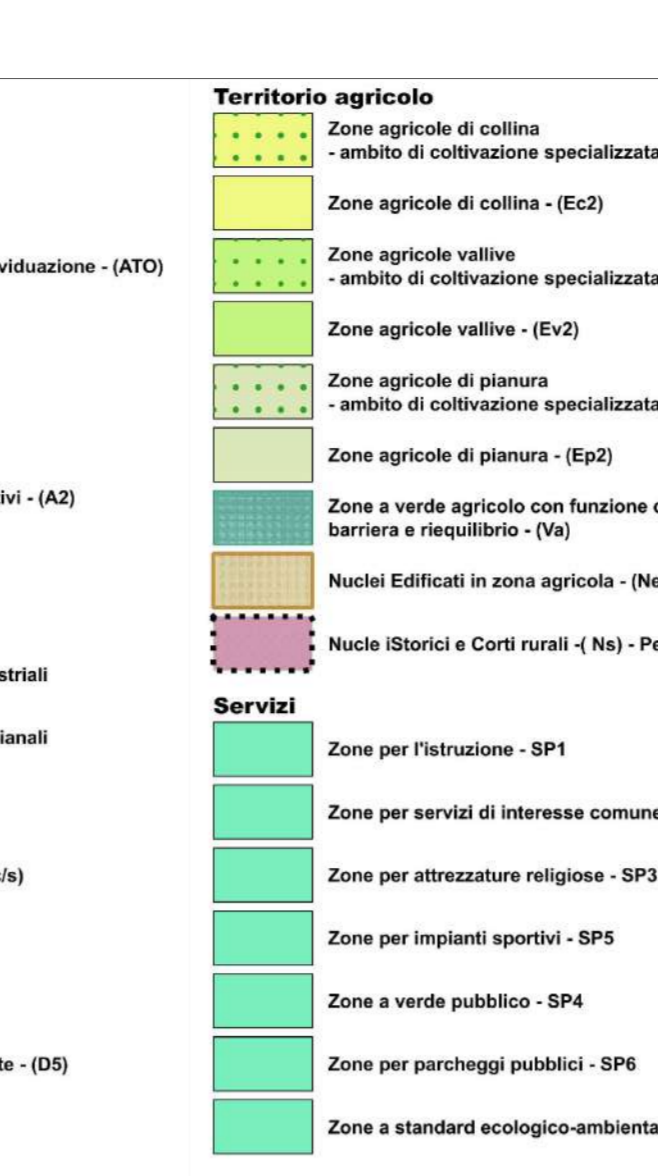 viduazione - (ATO)
ivi - (A2)
striali
ianali
/s)
te - (D5)
Territorio agricolo
Zone agricole di collina
- ambito di coltivazione specializzata
Zone agricole di collina - (Ec2)
Zone agricole vallive
- ambito di coltivazione specializzata
Zone agricole vallive - (Ev2)
Zone agricole di pianura
- ambito di coltivazione specializzata
Zone agricole di pianura - (Ep2)
Zone a verde agricolo con funzione
barriera e riequilibrio - (Va)
Nuclei Edificati in zona agricola - (Ne
Nucle iStorici e Corti rurali -( Ns) - Pe
Servizi
Zone per l'istruzione - SP1
Zone per servizi di interesse comune
Zone per attrezzature religiose - SP3
Zone per impianti sportivi - SP5
Zone a verde pubblico - SP4
Zone per parcheggi pubblici - SP6
Zone a standard ecologico-ambienta